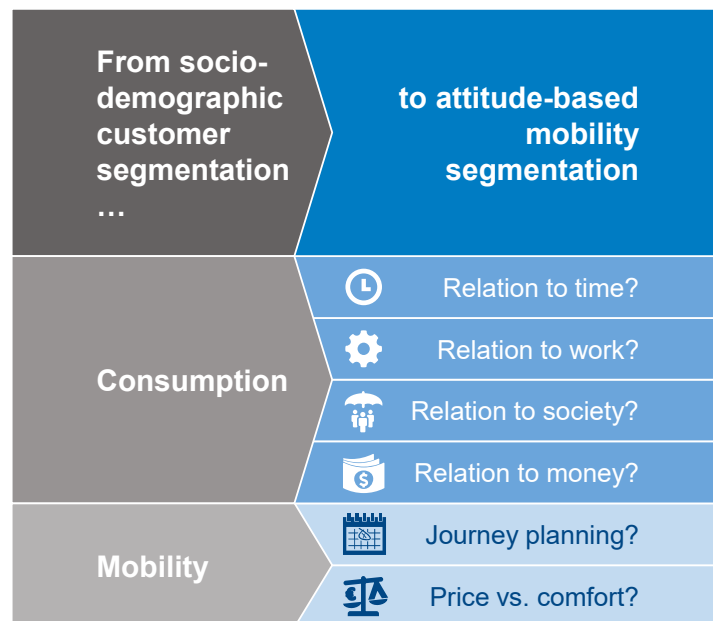 From socio-
demographic
customer
segmentation
…
to attitude-based
mobility
segmentation
Consumption
Relation to time?
Relation to work?
Relation to society?
$
Relation to money?
Mobility
Journey planning?
€
Price vs. comfort?